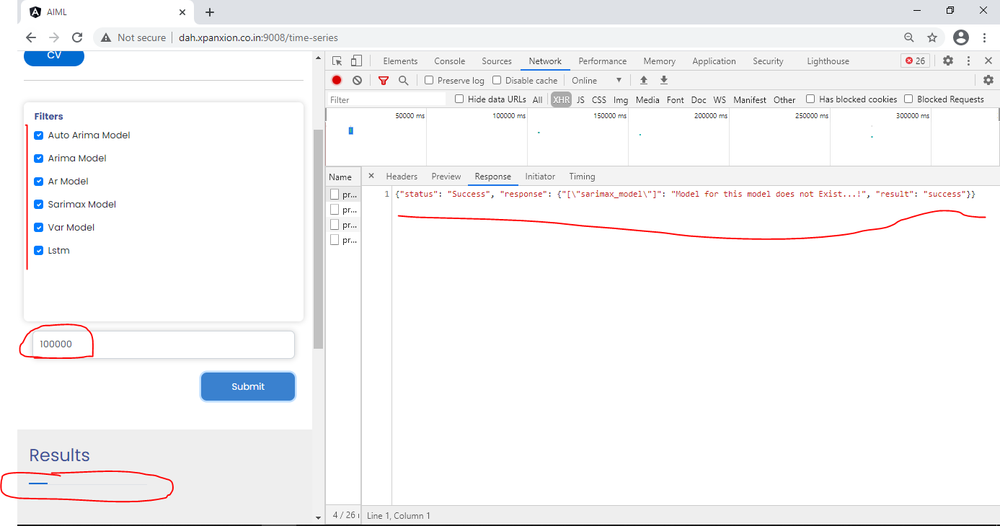 AIML
Not secure dah.xpanxion.co.in:9008/time-series
CV
Filters
Auto Arima Model
Arima Model
Ar Model
Sarimax Model
Var Model
Lstm
100000
Submit
Results
Elements Console Sources Network Performance Memory Application Security Lighthouse 26
Preserve log Disable cache Online
Filter Hide data URLs All XHR JS CSS Img Media Font Doc WS Manifest Other Has blocked cookies Blocked Requests
50000 ms 100000 ms 150000 ms 200000 ms 250000 ms 300000 ms
Name Headers Preview Response Initiator Timing
pr...
pr...
pr...
pr...
1 {"status": "Success", "response": {"[\"sarimax_model\"]": "Model for this model does not Exist...!", "result": "success"}}
4 / 26 Line 1, Column 1